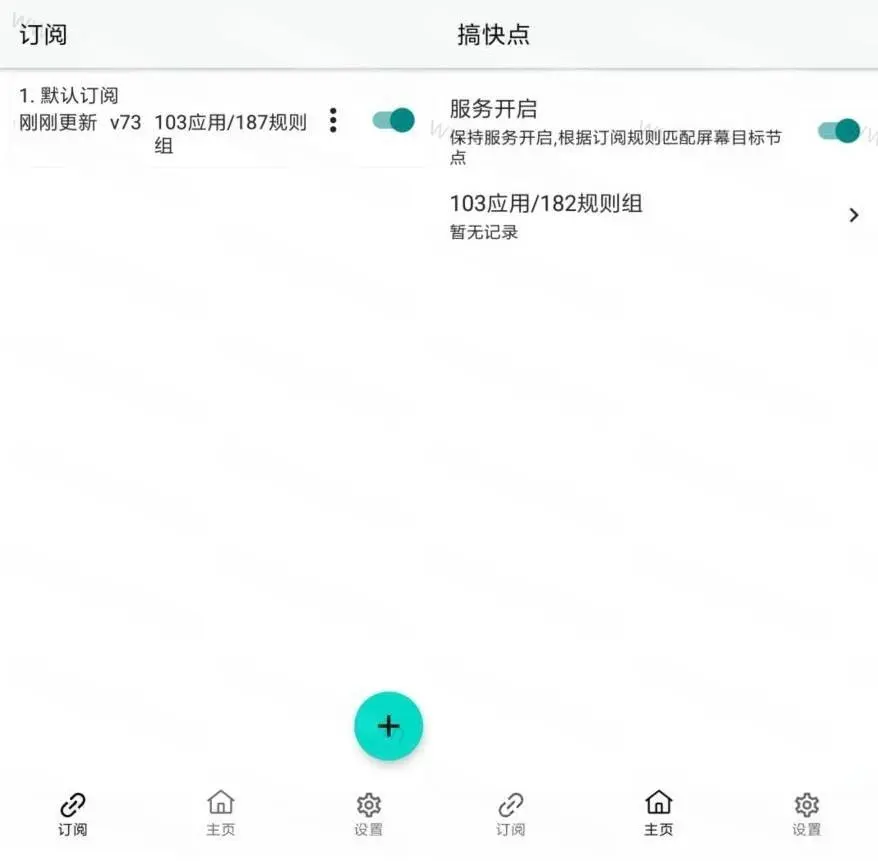 订阅
1. 默认订阅
刚刚更新 v73 103应用/187规则
组
订阅
主页
设置
搞快点
服务开启
保持服务开启,根据订阅规则匹配屏幕目标节
点
103应用/182规则组
暂无记录
订阅
主页
设置